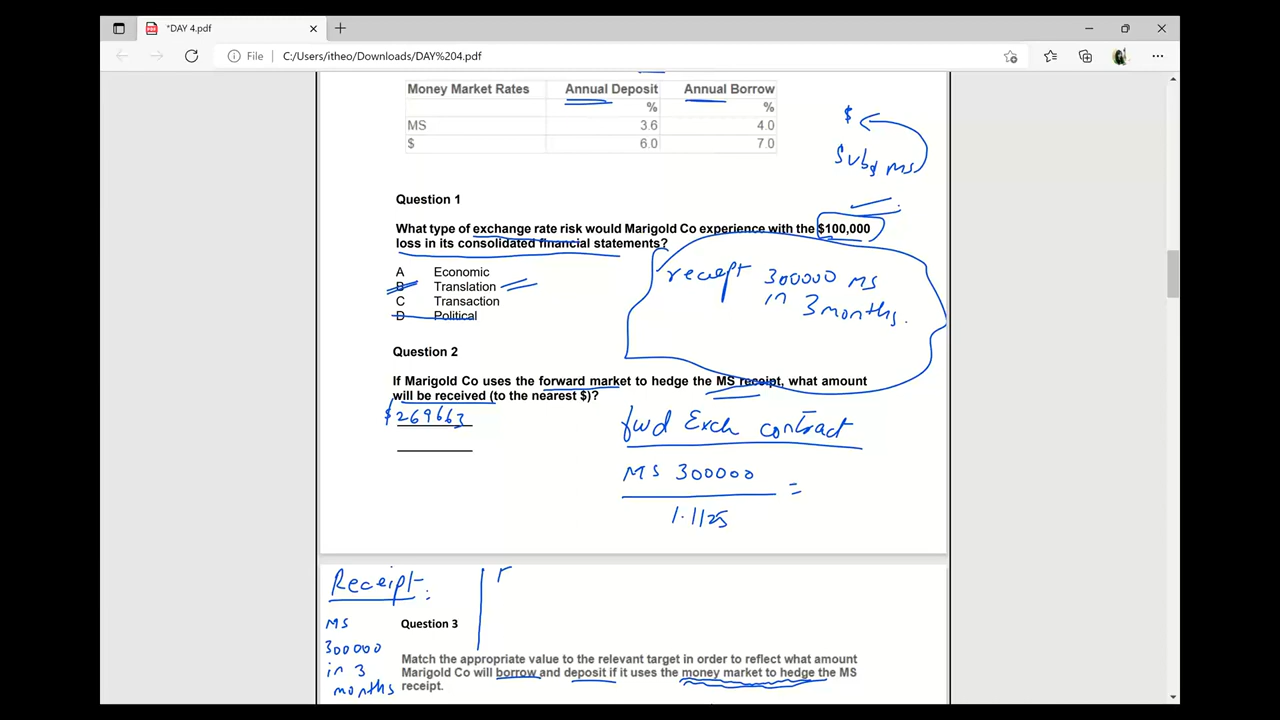 *DAY 4.pdf
File C:/Users/itheo/Downloads/DAY%204.pdf
Money Market Rates Annual Deposit Annual Borrow
% %
MS 3.6 4.0
$ 6.0 7.0
$
Subs MS
Question 1
What type of exchange rate risk would Marigold Co experience with the $100,000
loss in its consolidated financial statements?
A Economic
B Translation
C Transaction
D Political
receipt 300000 MS
in 3 months.
Question 2
If Marigold Co uses the forward market to hedge the MS receipt, what amount
will be received (to the nearest $)?
$269663
fwd Exch contract
MS 300000
=
1.1125
Receipt:
MS
300000
in 3
months
Question 3
Match the appropriate value to the relevant target in order to reflect what amount
Marigold Co will borrow and deposit if it uses the money market to hedge the MS
receipt.